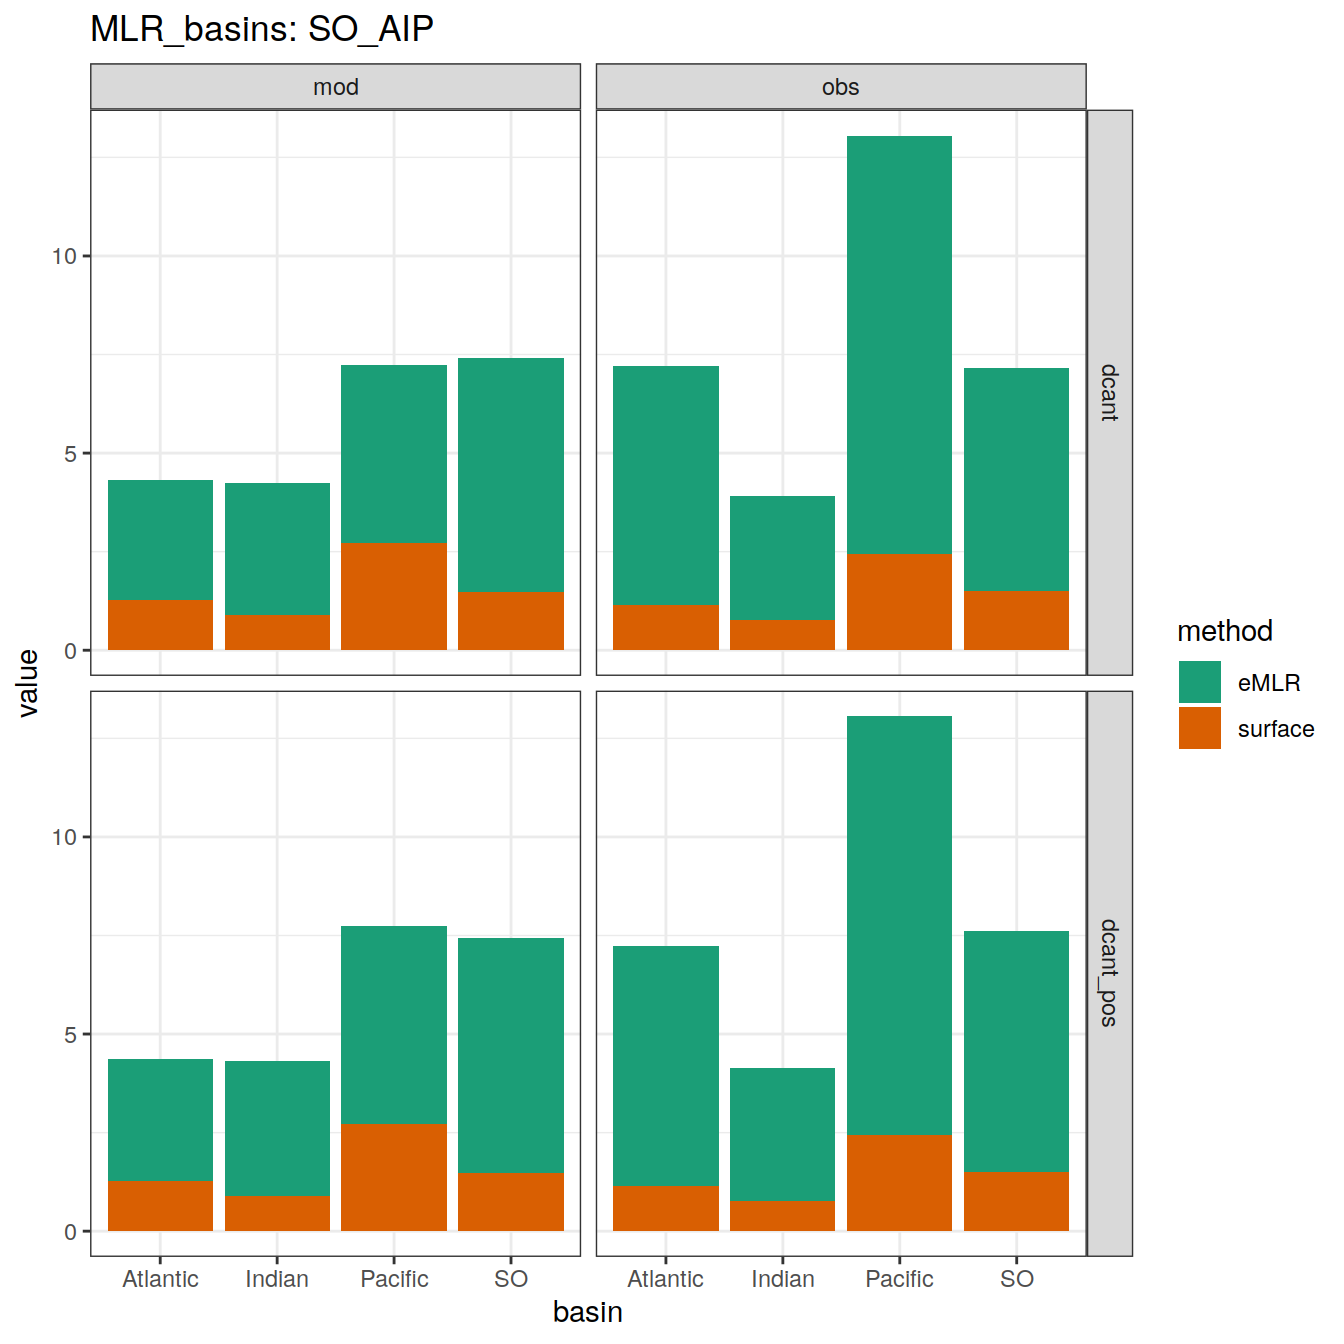 MLR_basins: SO_AIP
mod
obs
10
5
0
dcant
10
5
0
dcant_pos
value
Atlantic Indian Pacific SO
Atlantic Indian Pacific SO
basin
method
eMLR
surface